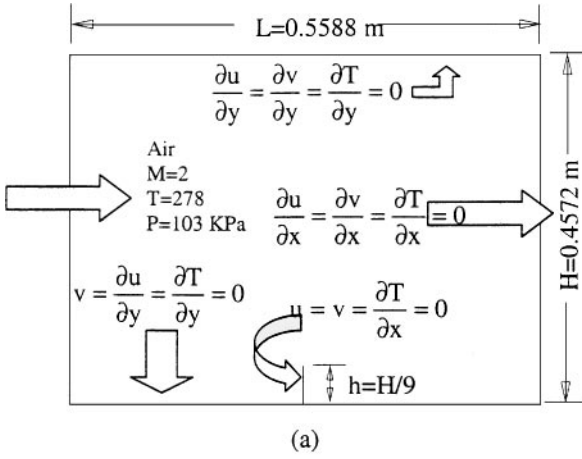 L=0.5588 m
∂u/∂y = ∂v/∂y = ∂T/∂y = 0
Air
M=2
T=278
P=103 KPa
∂u/∂x = ∂v/∂x = ∂T/∂x = 0
H=0.4572 m
v = ∂u/∂y = ∂T/∂y = 0
u = v = ∂T/∂x = 0
h=H/9
(a)